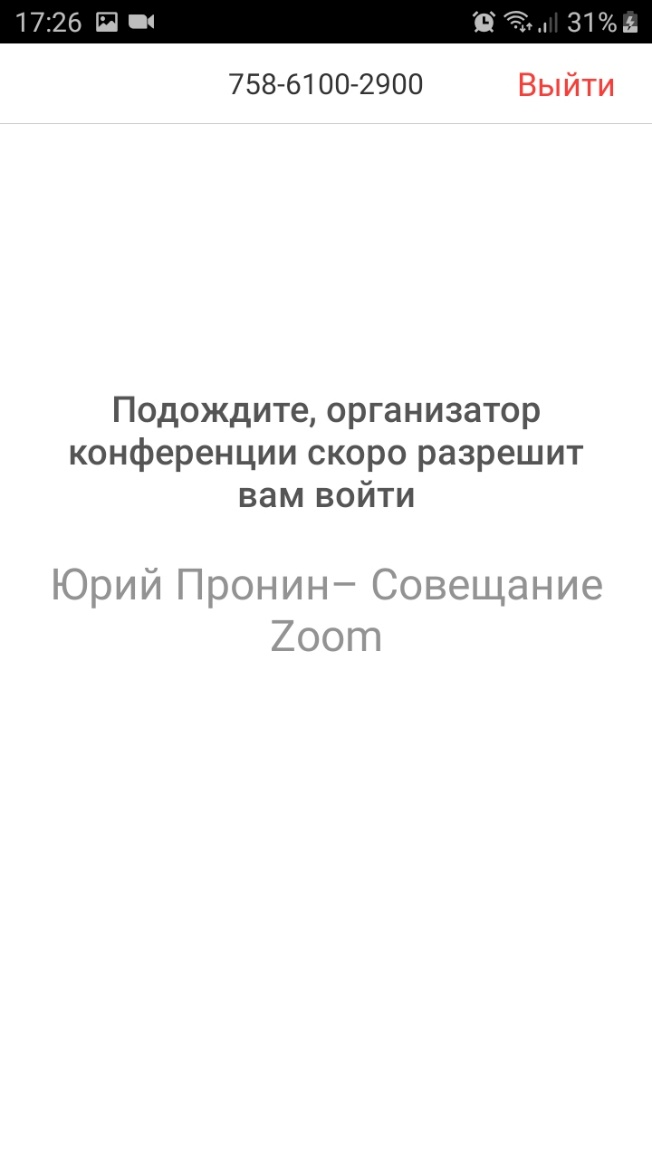 17:26 31%
758-6100-2900 Выйти
Подождите, организатор
конференции скоро разрешит
вам войти
Юрий Пронин– Совещание
Zoom